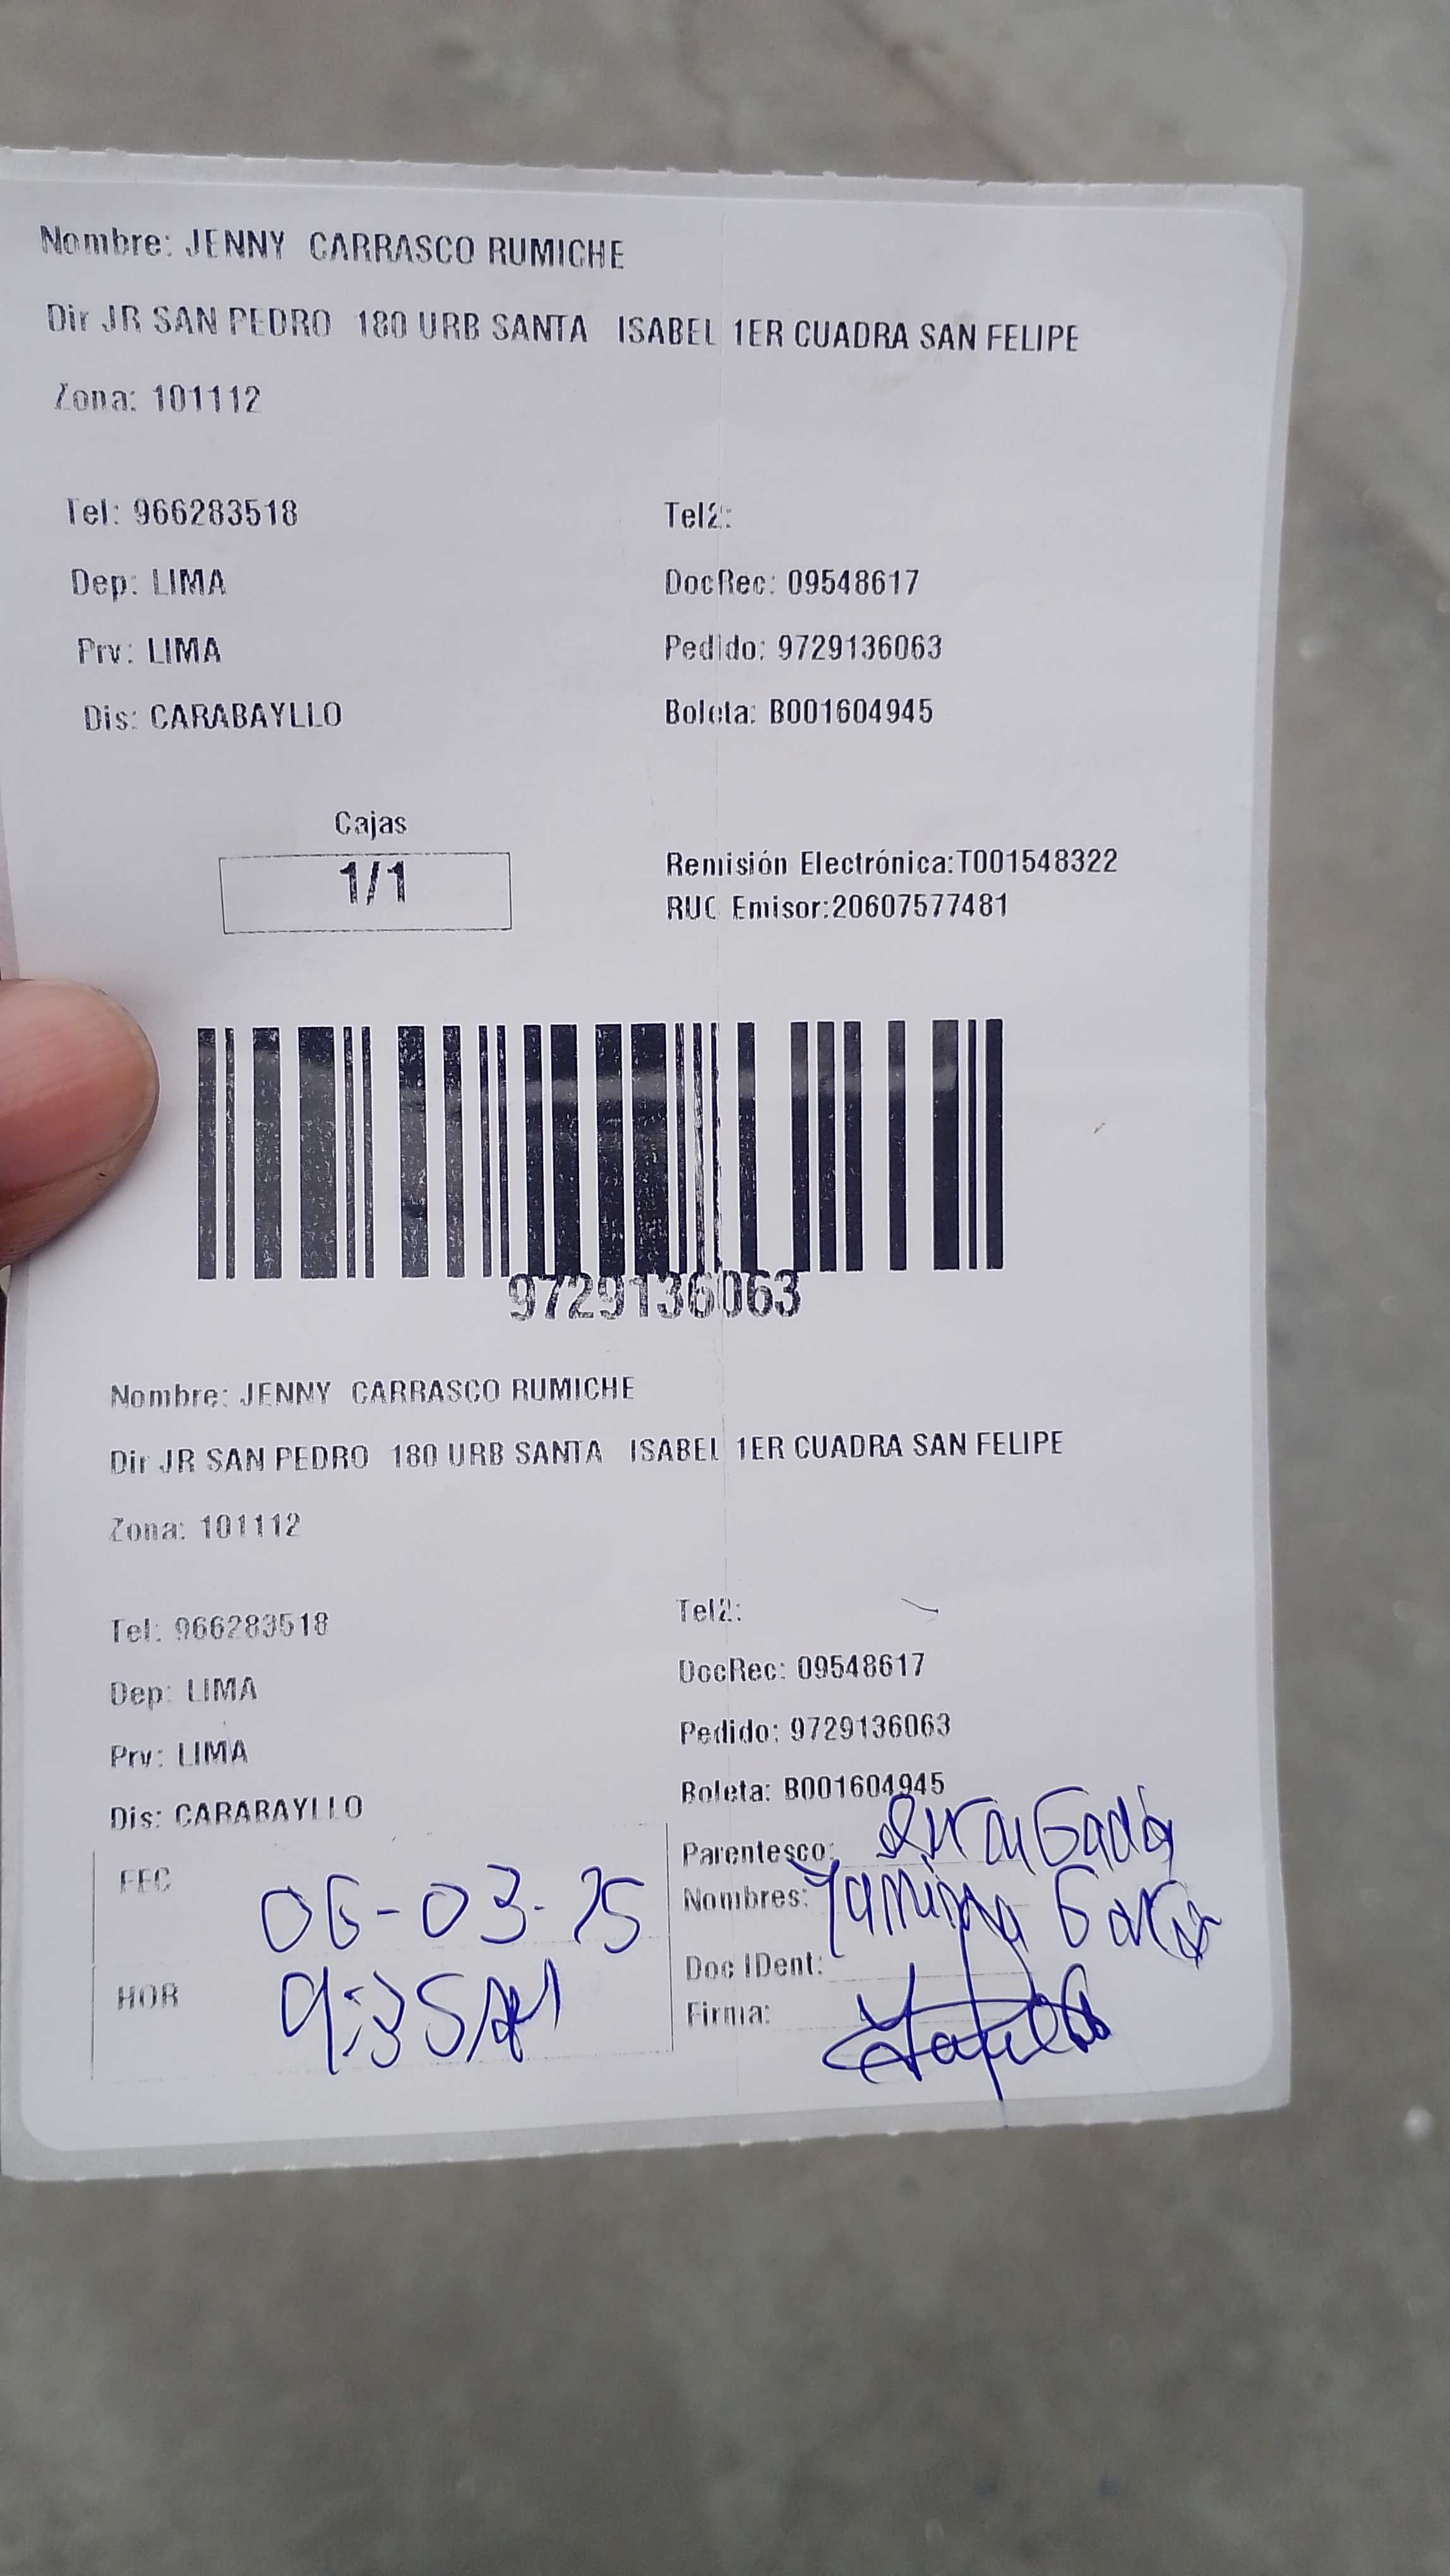 Nombre: JENNY CARRASCO RUMICHE
Dir JR SAN PEDRO 180 URB SANTA ISABEL 1ER CUADRA SAN FELIPE
Zona: 101112
Tel: 966283518 Tel2:
Dep: LIMA DocRec: 09548617
Prv: LIMA Pedido: 9729136063
Dis: CARABAYLLO Boleta: B001604945
Cajas
1/1
Remisión Electrónica:T001548322
RUC Emisor:20607577481
9729136063
Nombre: JENNY CARRASCO RUMICHE
Dir JR SAN PEDRO 180 URB SANTA ISABEL 1ER CUADRA SAN FELIPE
Zona: 101112
Tel: 966283518 Tel2:
Dep: LIMA DocRec: 09548617
Prv: LIMA Pedido: 9729136063
Dis: CARABAYLLO Boleta: B001604945
FEC 06-03-25
HOR 9:35AM
Parentesco:
Nombres: Garcia
Doc IDent:
Firma: